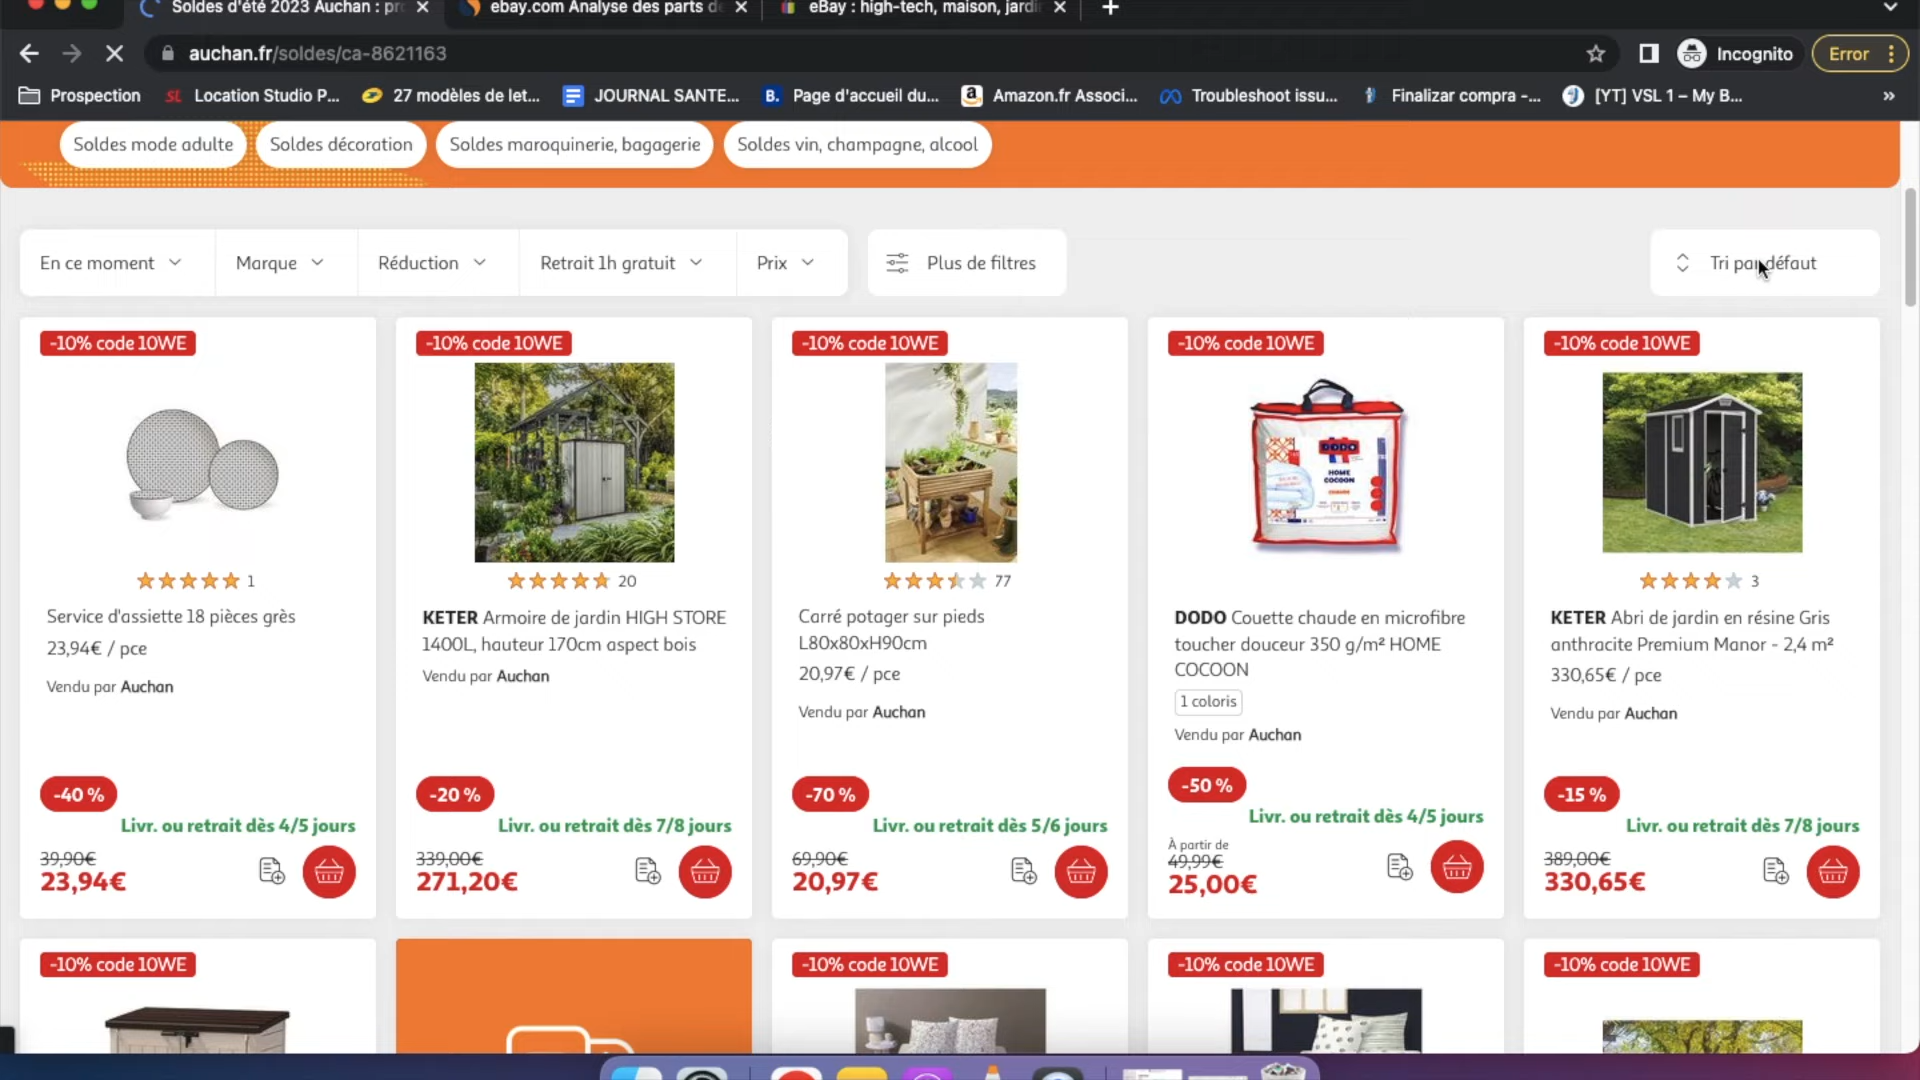 Soldes d'été 2023 Auchan : pr
ebay.com Analyse des parts d
eBay : high-tech, maison, jardi
auchan.fr/soldes/ca-8621163
Incognito
Error
Prospection
SL Location Studio P...
27 modèles de let...
JOURNAL SANTE...
B. Page d'accueil du...
Amazon.fr Associ...
Troubleshoot issu...
Finalizar compra -...
[YT] VSL 1 – My B...
»
Soldes mode adulte
Soldes décoration
Soldes maroquinerie, bagagerie
Soldes vin, champagne, alcool
En ce moment
Marque
Réduction
Retrait 1h gratuit
Prix
Plus de filtres
Tri par défaut
-10% code 10WE
1
Service d'assiette 18 pièces grès
23,94€ / pce
Vendu par Auchan
-40 %
Livr. ou retrait dès 4/5 jours
39,90€
23,94€
-10% code 10WE
20
KETER Armoire de jardin HIGH STORE
1400L, hauteur 170cm aspect bois
Vendu par Auchan
-20 %
Livr. ou retrait dès 7/8 jours
339,00€
271,20€
-10% code 10WE
77
Carré potager sur pieds
L80x80xH90cm
20,97€ / pce
Vendu par Auchan
-70 %
Livr. ou retrait dès 5/6 jours
69,90€
20,97€
-10% code 10WE
DODO
HOME
COCOON
DODO Couette chaude en microfibre
toucher douceur 350 g/m² HOME
COCOON
1 coloris
Vendu par Auchan
-50 %
Livr. ou retrait dès 4/5 jours
À partir de
49,99€
25,00€
-10% code 10WE
3
KETER Abri de jardin en résine Gris
anthracite Premium Manor - 2,4 m²
330,65€ / pce
Vendu par Auchan
-15 %
Livr. ou retrait dès 7/8 jours
389,00€
330,65€
-10% code 10WE
-10% code 10WE
-10% code 10WE
-10% code 10WE